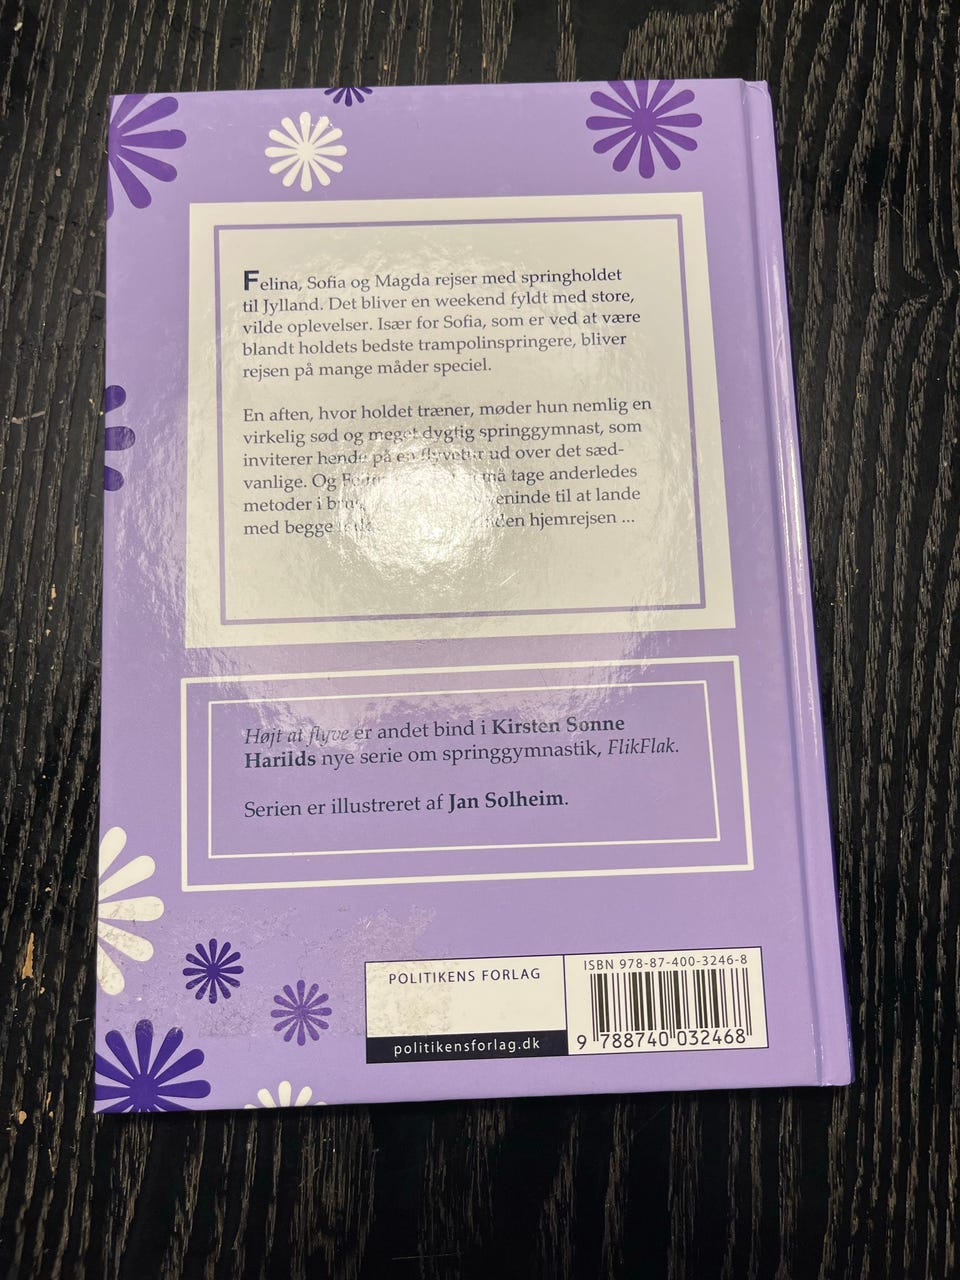 Felina, Sofia og Magda rejser med springholdet
til Jylland. Det bliver en weekend fyldt med store,
vilde oplevelser. Især for Sofia, som er ved at være
blandt holdets bedste trampolinspringere, bliver
rejsen på mange måder speciel.
En aften, hvor holdet træner, møder hun nemlig en
virkelig sød og meget dygtig springgymnast, som
inviterer hende på en flyvetur ud over det sæd-
vanlige. Og må tage anderledes
metoder i til at lande
med begge hjemrejsen ...
Højt at flyve er andet bind i Kirsten Sonne
Harilds nye serie om springgymnastik, FlikFlak.
Serien er illustreret af Jan Solheim.
POLITIKENS FORLAG
politikensforlag.dk
ISBN 978-87-400-3246-8
9 788740 032468